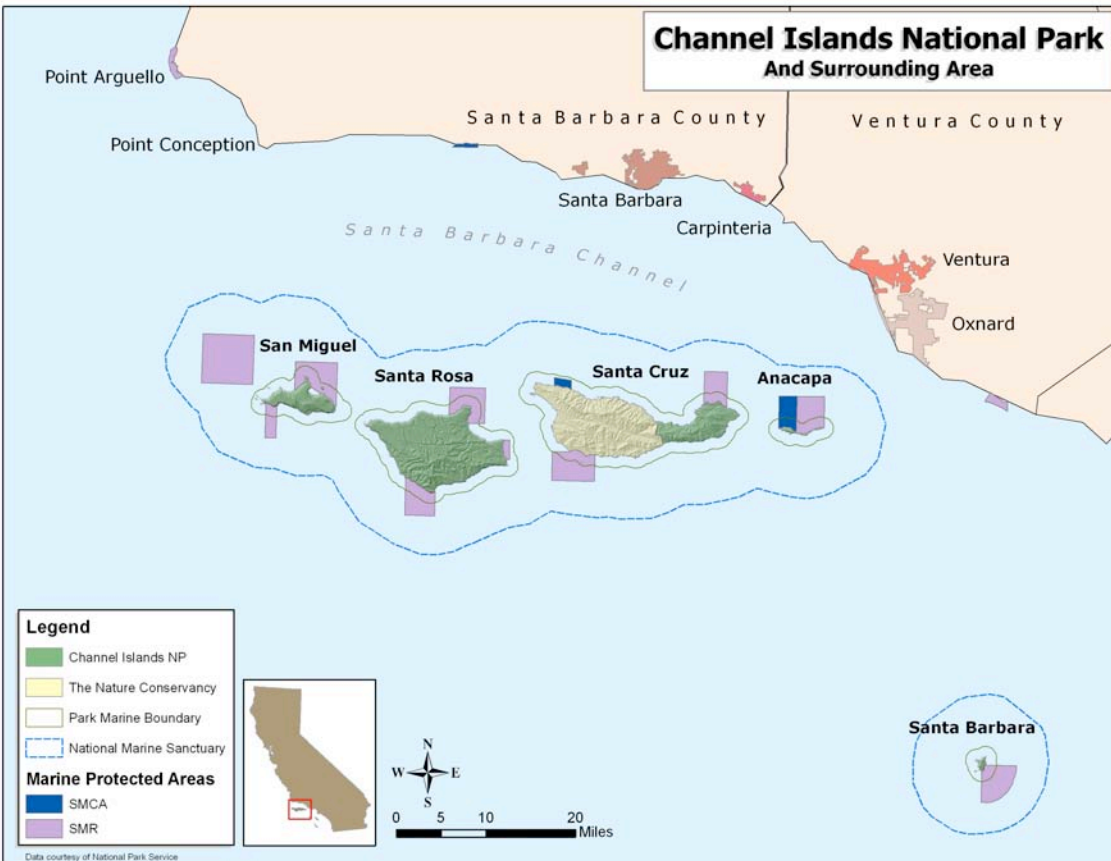 Channel Islands National Park
And Surrounding Area
Point Arguello
Santa Barbara County
Ventura County
Point Conception
Santa Barbara
Carpinteria
Santa Barbara Channel
Ventura
Oxnard
San Miguel
Santa Rosa
Santa Cruz
Anacapa
Santa Barbara
Legend
Channel Islands NP
The Nature Conservancy
Park Marine Boundary
National Marine Sanctuary
Marine Protected Areas
SMCA
SMR
N
W E
S
0 5 10 20
Miles
Data courtesy of National Park Service